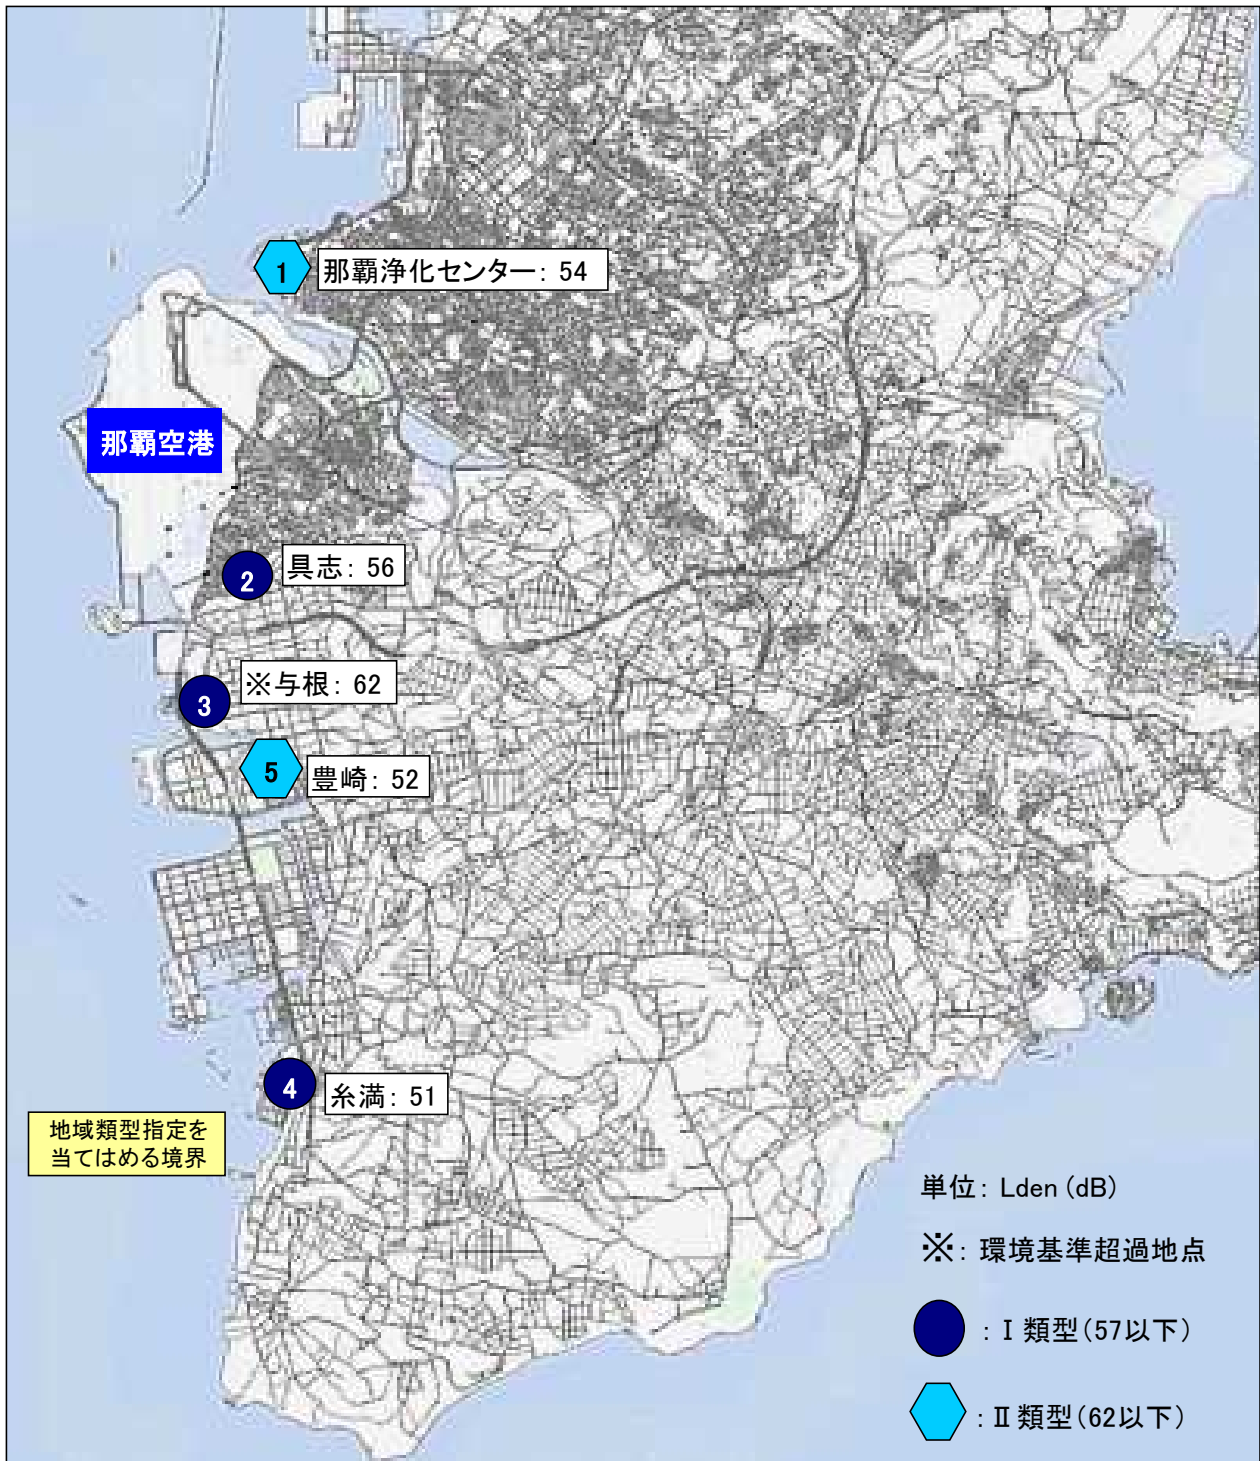 1
那覇浄化センター: 54
那覇空港
2
具志: 56
※与根: 62
3
5
豊崎: 52
4
糸満: 51
地域類型指定を
当てはめる境界
単位: Lden (dB)
※: 環境基準超過地点
: Ⅰ類型(57以下)
: Ⅱ類型(62以下)